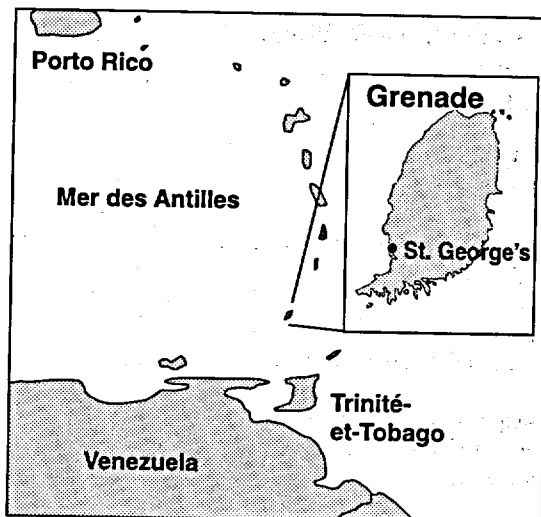 Porto Rico
Grenade
Mer des Antilles
St. George's
Trinité-
et-Tobago
Venezuela